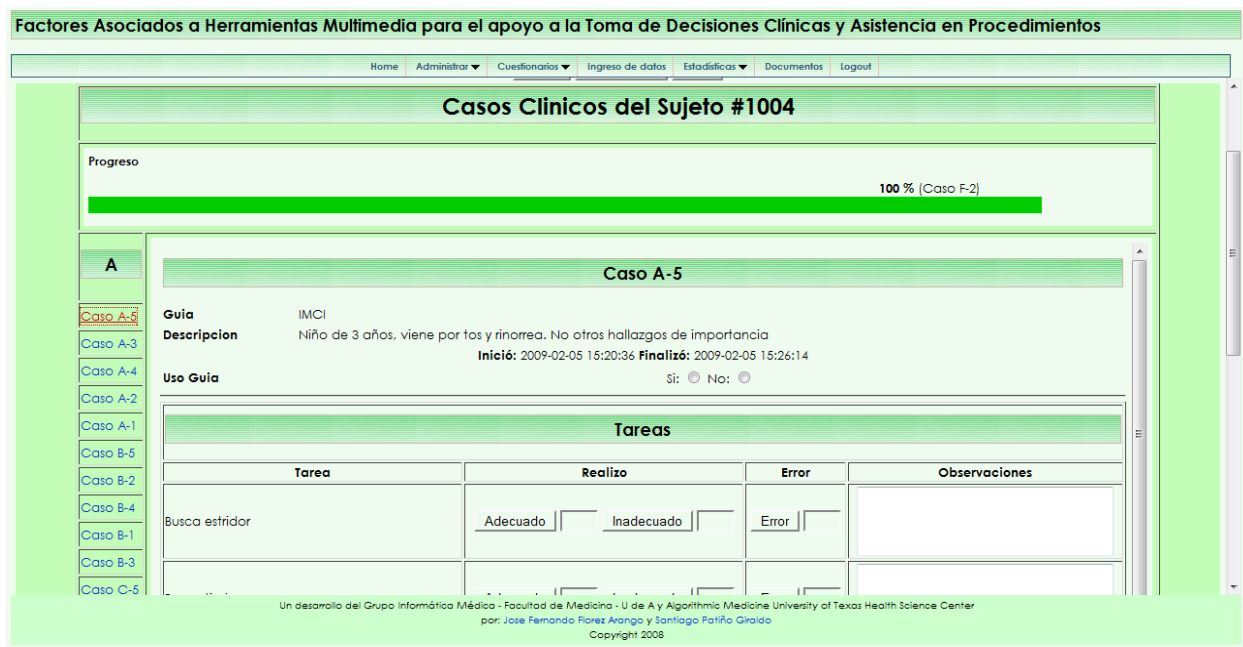 Factores Asociados a Herramientas Multimedia para el apoyo a la Toma de Decisiones Clínicas y Asistencia en Procedimientos
Home Administrar Cuestionarios Ingreso de datos Estadísticas Documentos Logout
Casos Clinicos del Sujeto #1004
Progreso
100 % (Caso F-2)
A
Caso A-5
Caso A-3
Caso A-4
Caso A-2
Caso A-1
Caso B-5
Caso B-2
Caso B-4
Caso B-1
Caso B-3
Caso C-5
Caso A-5
Guia IMCI
Descripcion Niño de 3 años, viene por tos y rinorrea. No otros hallazgos de importancia
Inició: 2009-02-05 15:20:36 Finalizó: 2009-02-05 15:26:14
Uso Guia Si: No:
Tareas
Tarea Realizo Error Observaciones
Busca estridor Adecuado Inadecuado Error
Un desarrollo del Grupo Informática Médica - Facultad de Medicina - U de A y Algorithmic Medicine University of Texas Health Science Center
por: Jose Fernando Florez Arango y Santiago Patiño Giraldo
Copyright 2008